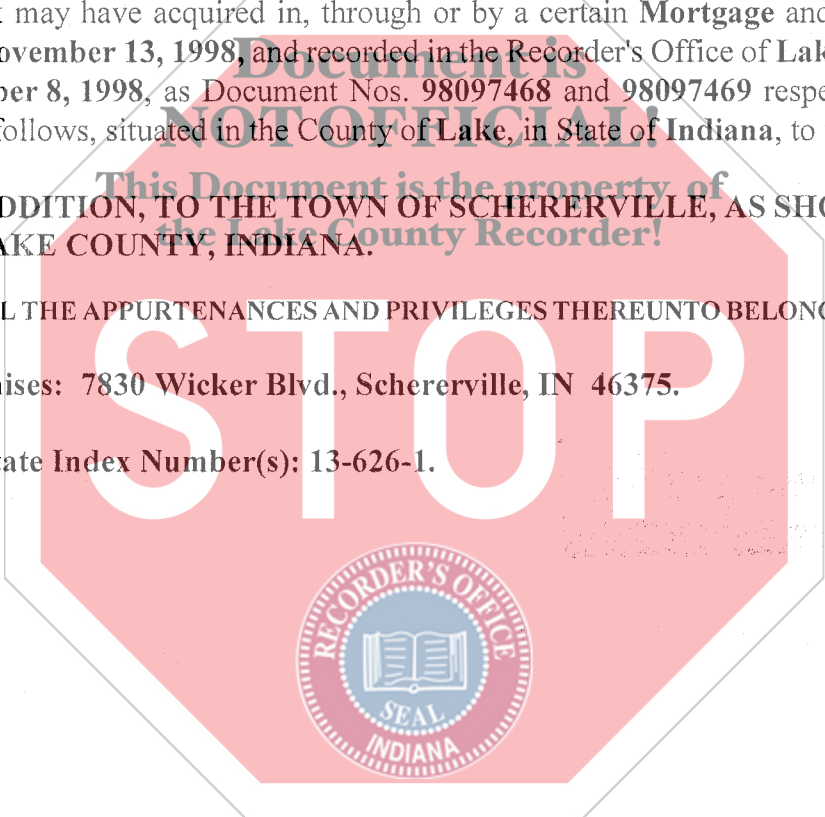 may have acquired in, through or by a certain Mortgage and
ovember 13, 1998, and recorded in the Recorder's Office of Lak
ber 8, 1998, as Document Nos. 98097468 and 98097469 respe
follows, situated in the County of Lake, in State of Indiana, to
DDITION, TO THE TOWN OF SCHERERVILLE, AS SHO
AKE COUNTY, INDIANA.
L THE APPURTENANCES AND PRIVILEGES THEREUNTO BELONG
ises: 7830 Wicker Blvd., Schererville, IN 46375.
tate Index Number(s): 13-626-1.
Document is
NOT OFFICIAL!
This Document is the property of
the Lake County Recorder!
STOP
RECORDER'S OFFICE
SEAL
INDIANA